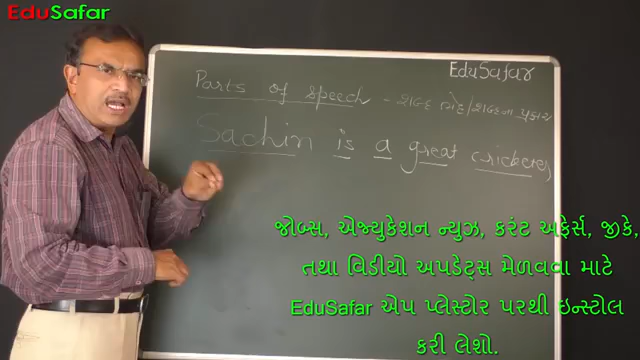 EduSafar
EduSafar
Parts of speech - શબ્દ ભેદ/શબ્દના પ્રકાર
Sachin is a great cricketer,
જોબ્સ, એજ્યુકેશન ન્યુઝ, કરંટ અફેર્સ, જીકે,
તથા વિડીયો અપડેટ્સ મેળવવા માટે
EduSafar એપ પ્લેસ્ટોર પરથી ઇન્સ્ટોલ
કરી લેશો.